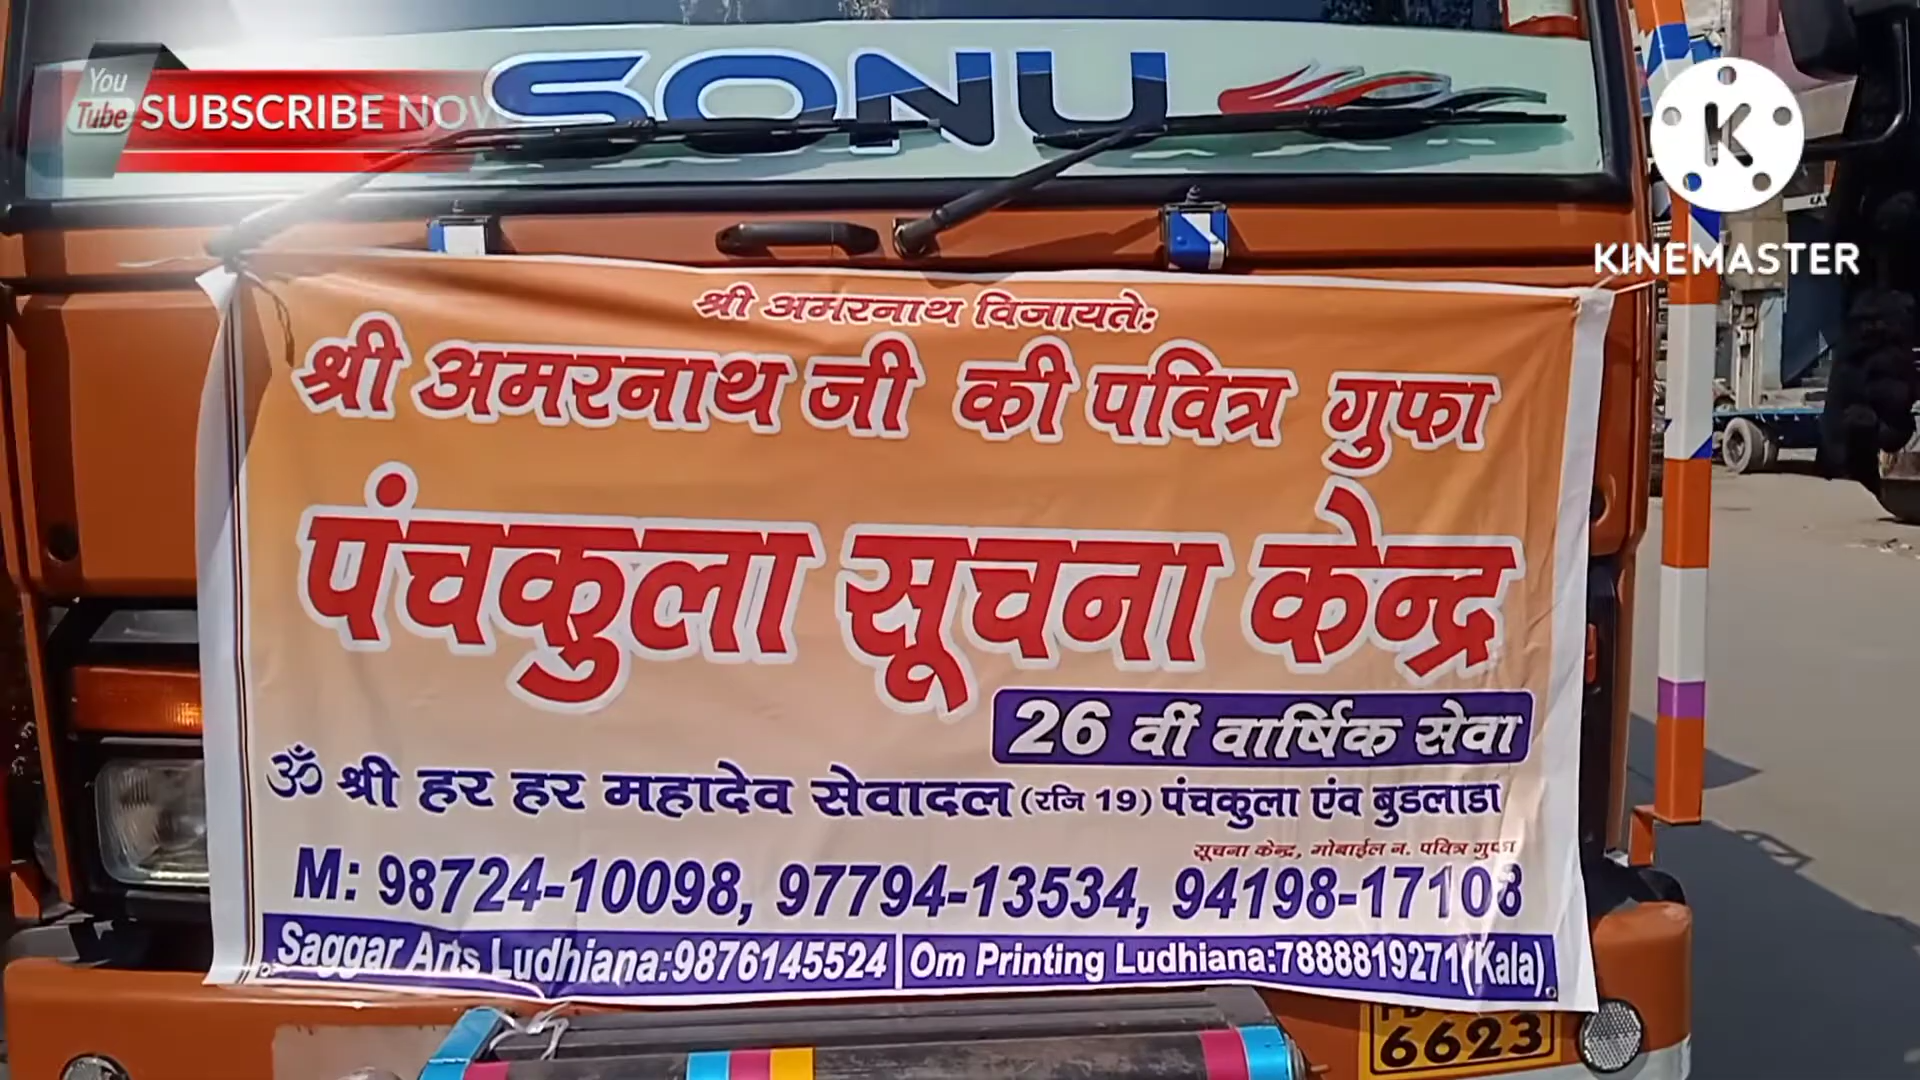 You
Tube SUBSCRIBE NOW
SONU
K
KINEMASTER
श्री अमरनाथ विजायतेः
श्री अमरनाथ जी की पवित्र गुफा
पंचकुला सूचना केन्द्र
26 वीं वार्षिक सेवा
ॐ श्री हर हर महादेव सेवादल (रजि 19) पंचकुला एंव बुडलाडा
सूचना केन्द्र, मोबाईल न. पवित्र गुफा
M: 98724-10098, 97794-13534, 94198-17108
Saggar Arts Ludhiana:9876145524 | Om Printing Ludhiana:7888819271(Kala)
6623